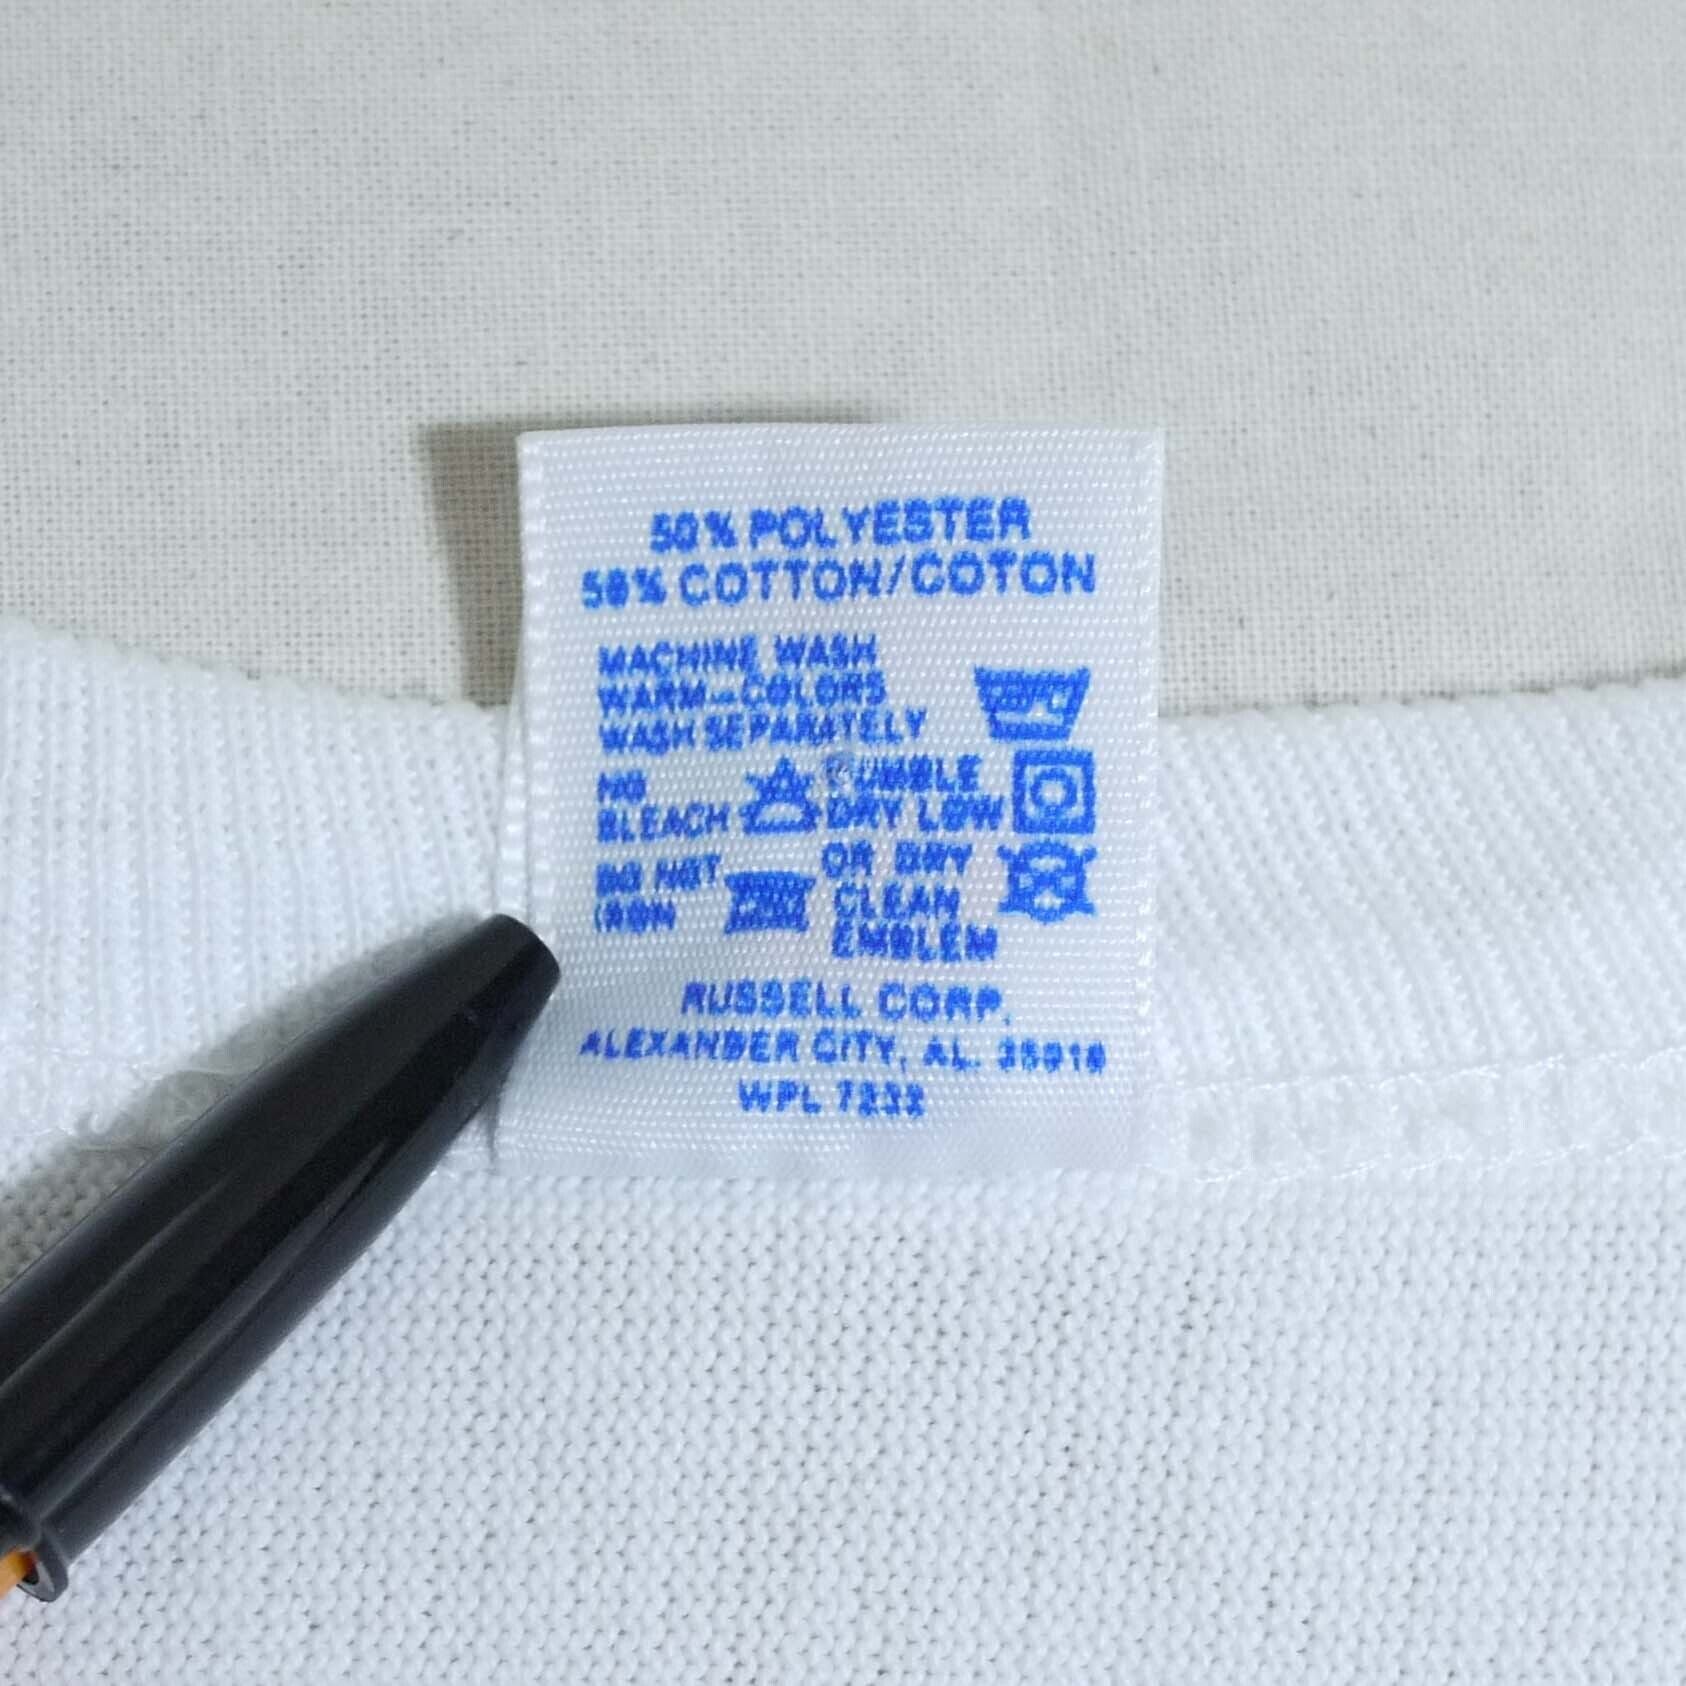 50% POLYESTER
50% COTTON/COTON
MACHINE WASH
WARM-COLORS
WASH SEPARATELY
NO
BLEACH
TUMBLE
DRY LOW
DO NOT
IRON
OR DRY
CLEAN
EMBLEM
RUSSELL CORP.
ALEXANDER CITY, AL. 35010
WPL 7232